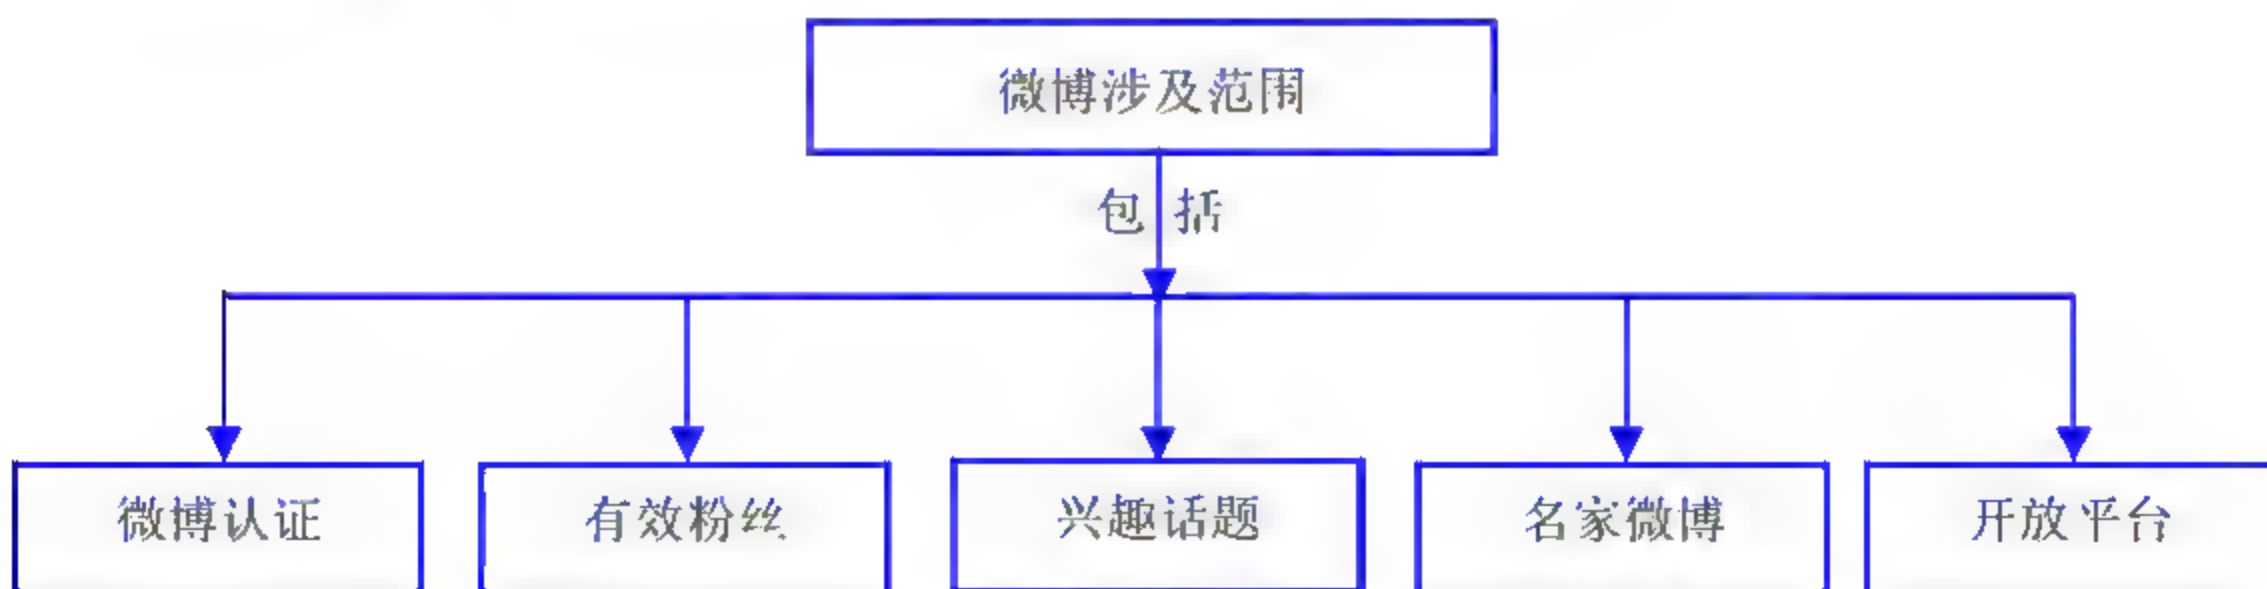 微博涉及范围
包括
微博认证
有效粉丝
兴趣话题
名家微博
开放平台